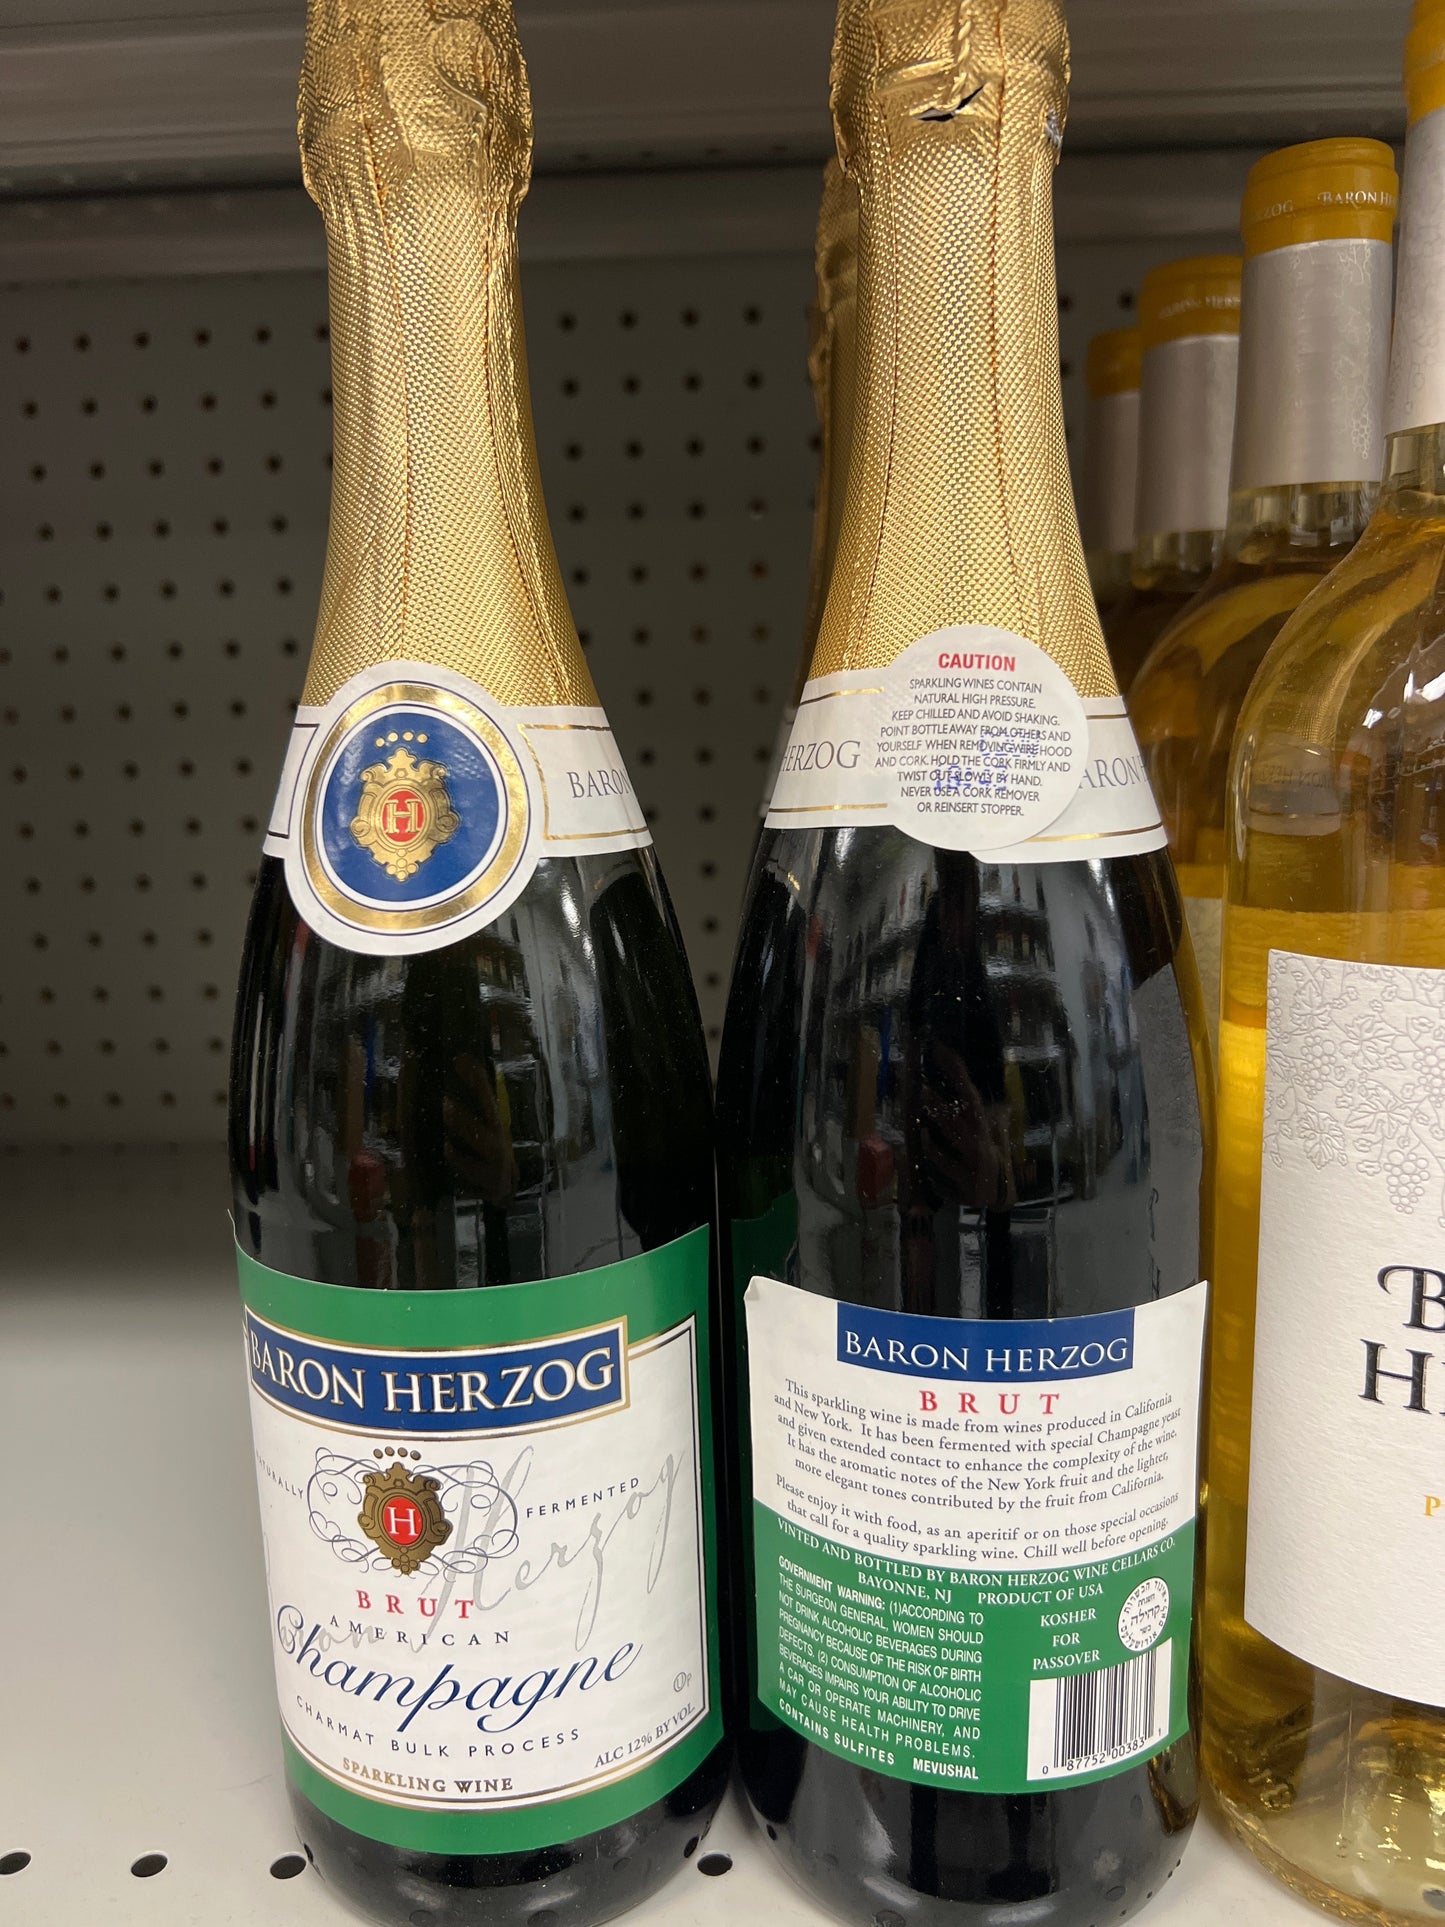 H
BARON
BARON HERZOG
NATURALLY
FERMENTED
H
Herzog
BRUT
AMERICAN
Champagne
CHARMAT BULK PROCESS
ALC 12% BY VOL
SPARKLING WINE
HERZOG
CAUTION
SPARKLING WINES CONTAIN
NATURAL HIGH PRESSURE.
KEEP CHILLED AND AVOID SHAKING.
POINT BOTTLE AWAY FROM OTHERS AND
YOURSELF WHEN REMOVING WIRE HOOD
AND CORK. HOLD THE CORK FIRMLY AND
TWIST OUT SLOWLY BY HAND.
NEVER USE A CORK REMOVER
OR REINSERT STOPPER.
ARON H
BARON HERZOG
BRUT
This sparkling wine is made from wines produced in California
and New York. It has been fermented with special Champagne yeast
and given extended contact to enhance the complexity of the wine.
It has the aromatic notes of the New York fruit and the lighter,
more elegant tones contributed by the fruit from California.
Please enjoy it with food, as an aperitif or on those special occasions
that call for a quality sparkling wine. Chill well before opening.
VINTED AND BOTTLED BY BARON HERZOG WINE CELLARS CO.
BAYONNE, NJ PRODUCT OF USA
GOVERNMENT WARNING: (1)ACCORDING TO
THE SURGEON GENERAL, WOMEN SHOULD
NOT DRINK ALCOHOLIC BEVERAGES DURING
PREGNANCY BECAUSE OF THE RISK OF BIRTH
DEFECTS. (2) CONSUMPTION OF ALCOHOLIC
BEVERAGES IMPAIRS YOUR ABILITY TO DRIVE
A CAR OR OPERATE MACHINERY, AND
MAY CAUSE HEALTH PROBLEMS.
CONTAINS SULFITES MEVUSHAL
KOSHER
FOR
PASSOVER
קהילה
כשר
0 87752 00383 1
ZOG BARON H
B
H
P